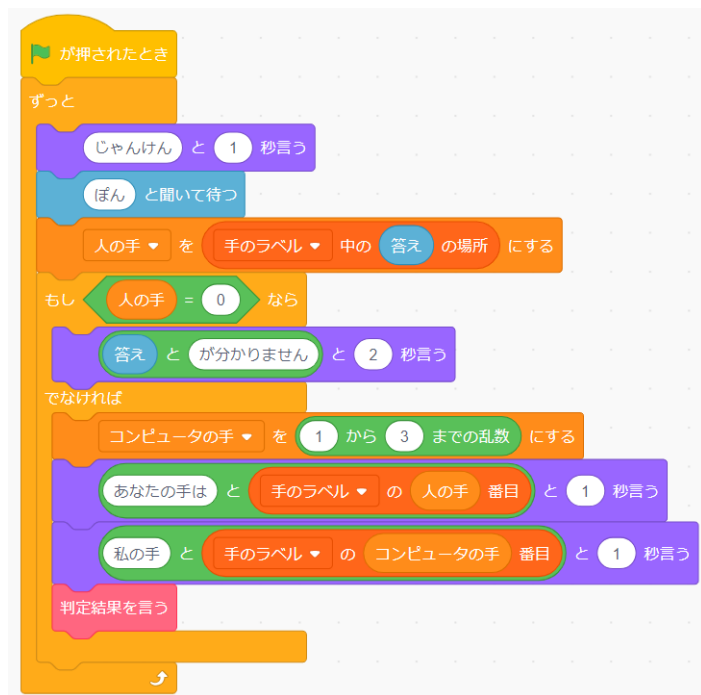 が押されたとき
ずっと
じゃんけん と 1 秒言う
ぽん と聞いて待つ
人の手 を 手のラベル 中の 答え の場所 にする
もし 人の手 = 0 なら
答え と が分かりません と 2 秒言う
でなければ
コンピュータの手 を 1 から 3 までの乱数 にする
あなたの手は と 手のラベル の 人の手 番目 と 1 秒言う
私の手 と 手のラベル の コンピュータの手 番目 と 1 秒言う
判定結果を言う